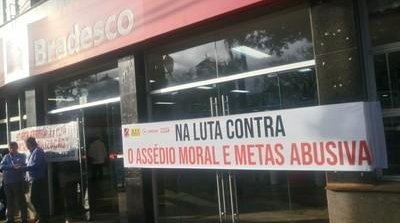 Bradesco
NA LUTA CONTRA
O ASSÉDIO MORAL E METAS ABUSIVA